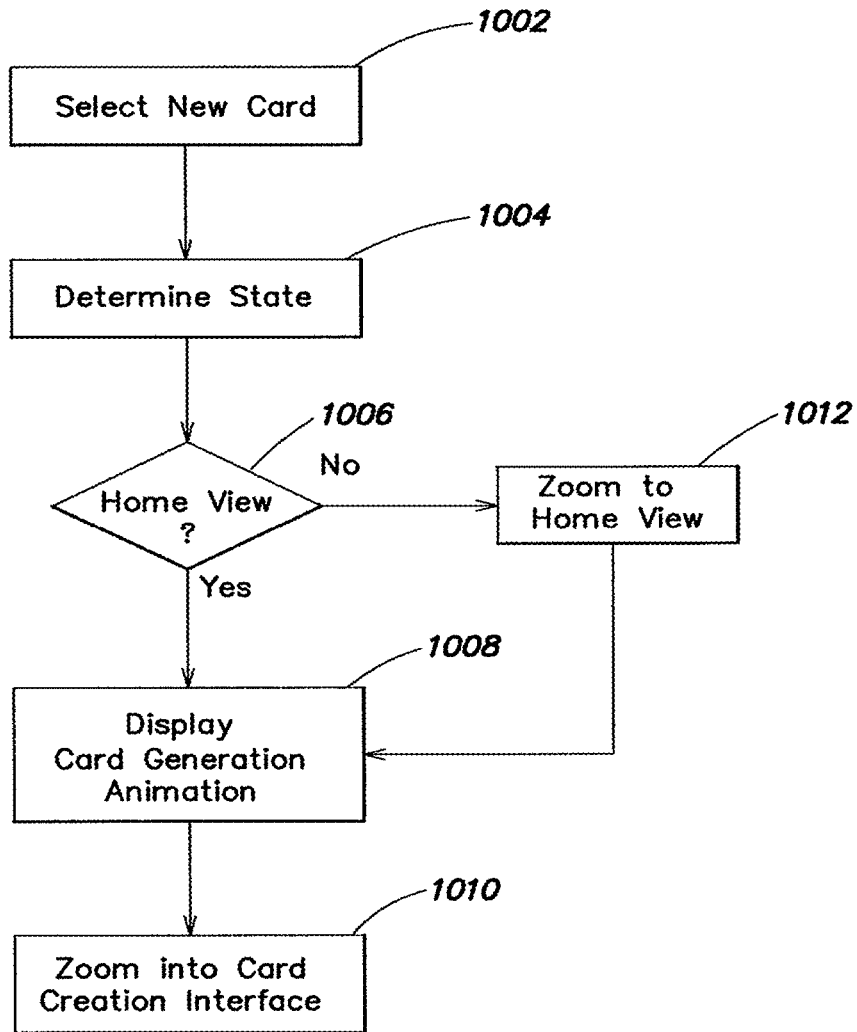 1002
Select New Card
1004
Determine State
1006
Home View
?
No
1012
Zoom to
Home View
Yes
1008
Display
Card Generation
Animation
1010
Zoom into Card
Creation Interface